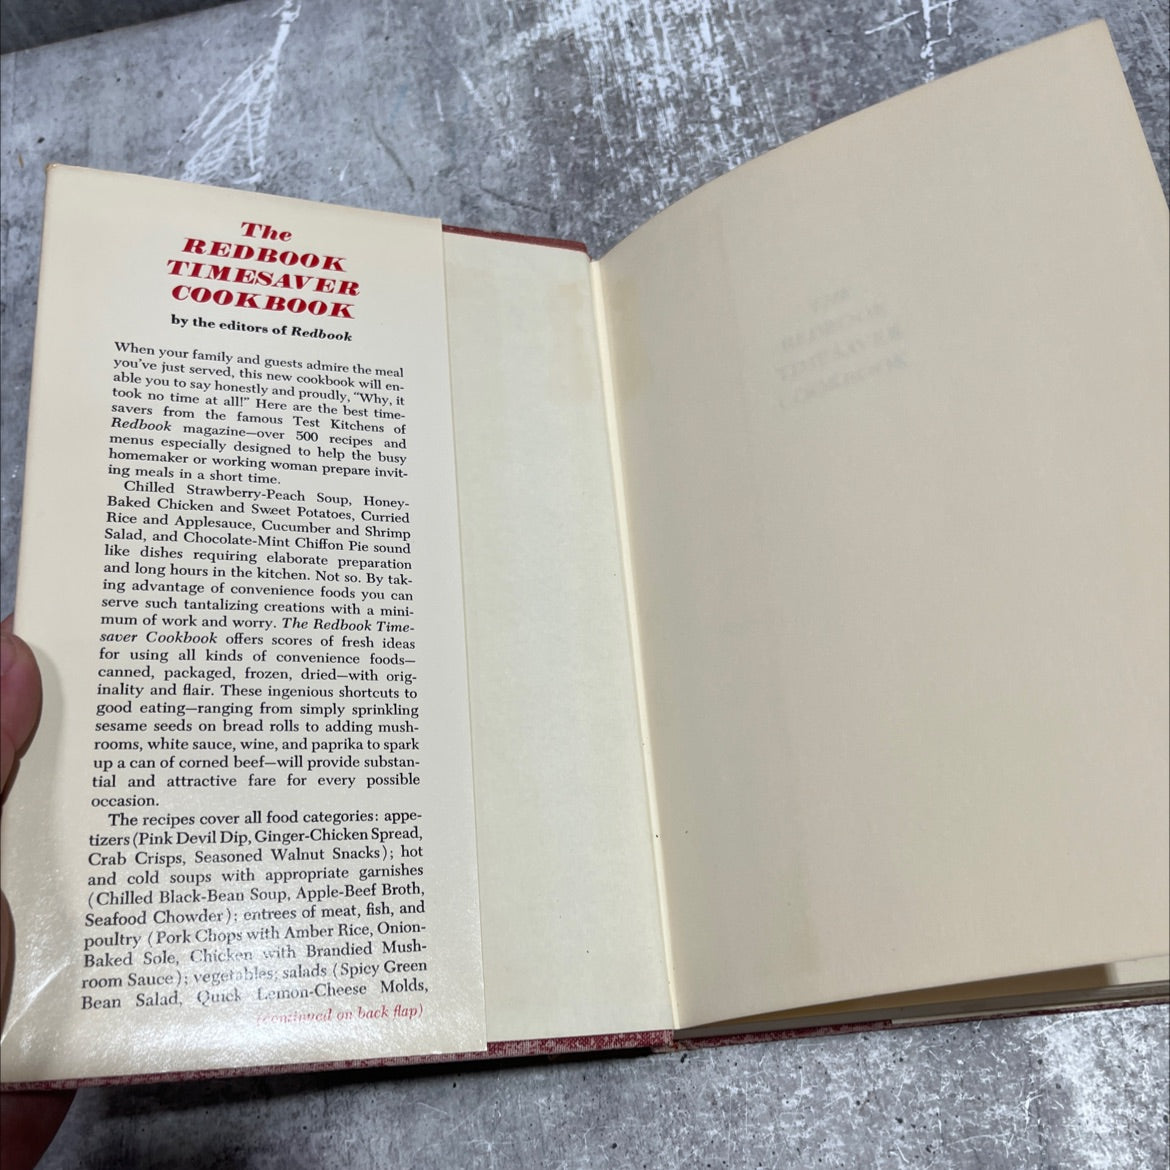 The
REDBOOK
TIMESAVER
COOKBOOK
by the editors of Redbook
When your family and guests admire the meal
you've just served, this new cookbook will en-
able you to say honestly and proudly, "Why, it
took no time at all!" Here are the best time-
savers from the famous Test Kitchens of
Redbook magazine—over 500 recipes and
menus especially designed to help the busy
homemaker or working woman prepare invit-
ing meals in a short time.
Chilled Strawberry-Peach Soup, Honey-
Baked Chicken and Sweet Potatoes, Curried
Rice and Applesauce, Cucumber and Shrimp
Salad, and Chocolate-Mint Chiffon Pie sound
like dishes requiring elaborate preparation
and long hours in the kitchen. Not so. By tak-
ing advantage of convenience foods you can
serve such tantalizing creations with a mini-
mum of work and worry. The Redbook Time-
saver Cookbook offers scores of fresh ideas
for using all kinds of convenience foods—
canned, packaged, frozen, dried—with orig-
inality and flair. These ingenious shortcuts to
good eating—ranging from simply sprinkling
sesame seeds on bread rolls to adding mush-
rooms, white sauce, wine, and paprika to spark
up a can of corned beef—will provide substan-
tial and attractive fare for every possible
occasion.
The recipes cover all food categories: appe-
tizers (Pink Devil Dip, Ginger-Chicken Spread,
Crab Crisps, Seasoned Walnut Snacks); hot
and cold soups with appropriate garnishes
(Chilled Black-Bean Soup, Apple-Beef Broth,
Seafood Chowder); entrees of meat, fish, and
poultry (Pork Chops with Amber Rice, Onion-
Baked Sole, Chicken with Brandied Mush-
room Sauce); vegetables; salads (Spicy Green
Bean Salad, Quick Lemon-Cheese Molds,
(continued on back flap)